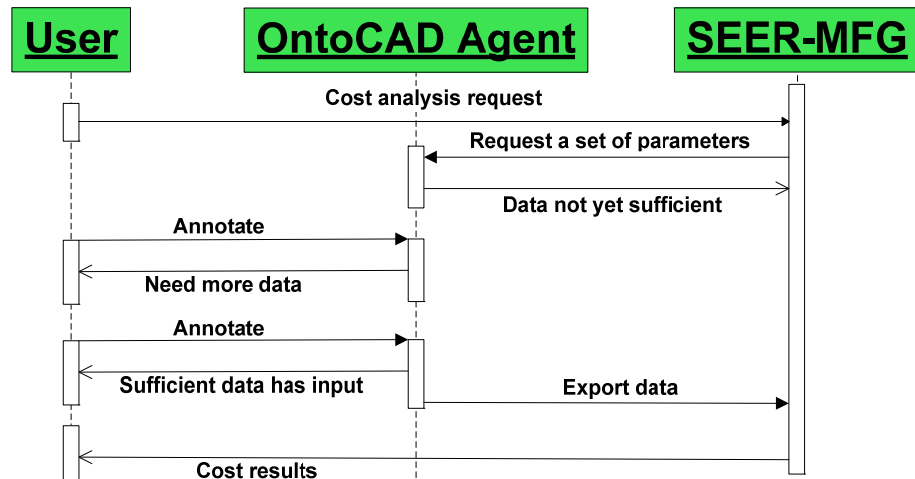 User
OntoCAD Agent
SEER-MFG
Cost analysis request
Request a set of parameters
Data not yet sufficient
Annotate
Need more data
Annotate
Sufficient data has input
Export data
Cost results